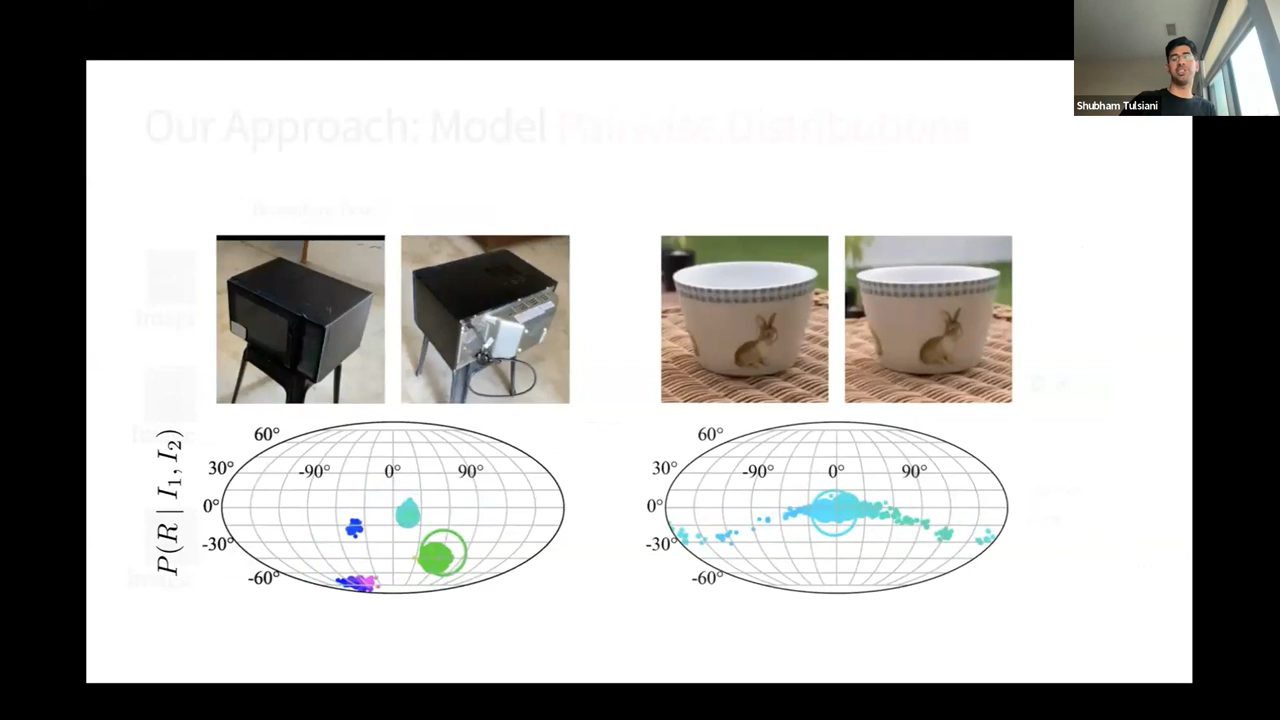 Shubham Tulsiani
Our Approach: Model Pairwise Distributions
60°
30°
-90° 0° 90°
0°
-30°
-60°
P(R | I₁, I₂)
60°
30°
-90° 0° 90°
0°
-30°
-60°
Image